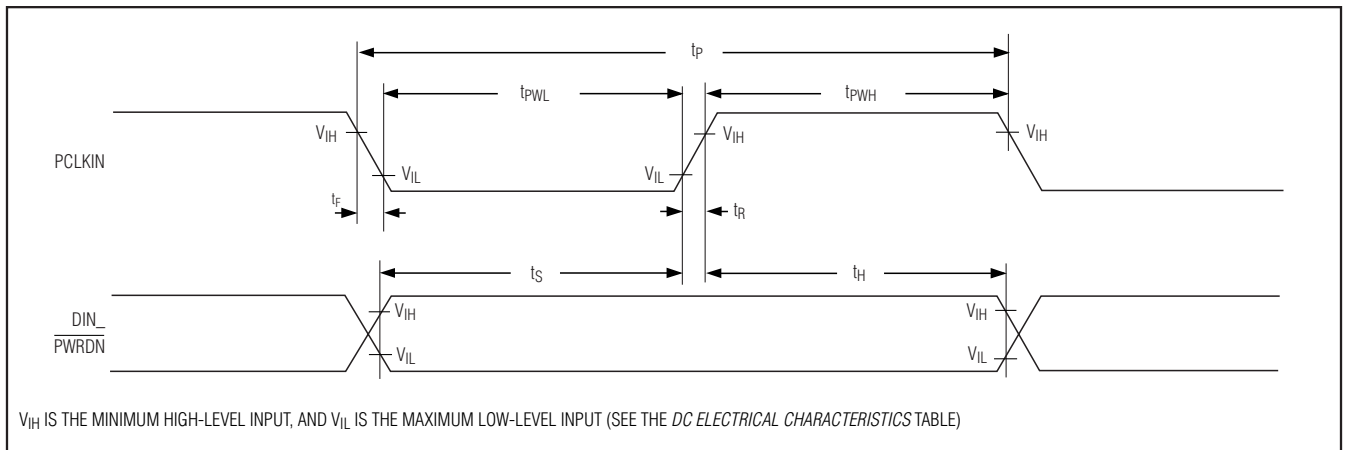 tP
tPWL
tPWH
VIH
VIH
VIH
PCLKIN
VIL
VIL
tF
tR
tS
tH
DIN_
VIH
VIH
PWRDN
VIL
VIL
VIH IS THE MINIMUM HIGH-LEVEL INPUT, AND VIL IS THE MAXIMUM LOW-LEVEL INPUT (SEE THE DC ELECTRICAL CHARACTERISTICS TABLE)